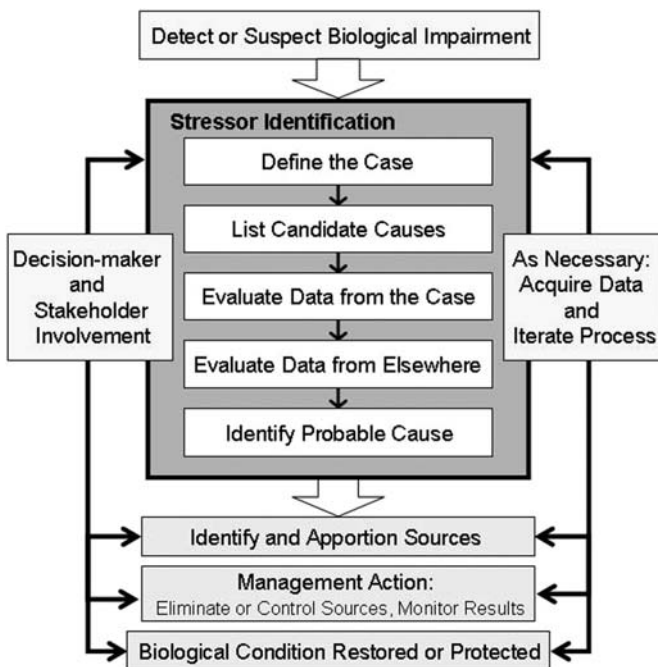 Detect or Suspect Biological Impairment
Stressor Identification
Define the Case
List Candidate Causes
Evaluate Data from the Case
Evaluate Data from Elsewhere
Identify Probable Cause
Decision-maker
and
Stakeholder
Involvement
As Necessary:
Acquire Data
and
Iterate Process
Identify and Apportion Sources
Management Action:
Eliminate or Control Sources, Monitor Results
Biological Condition Restored or Protected